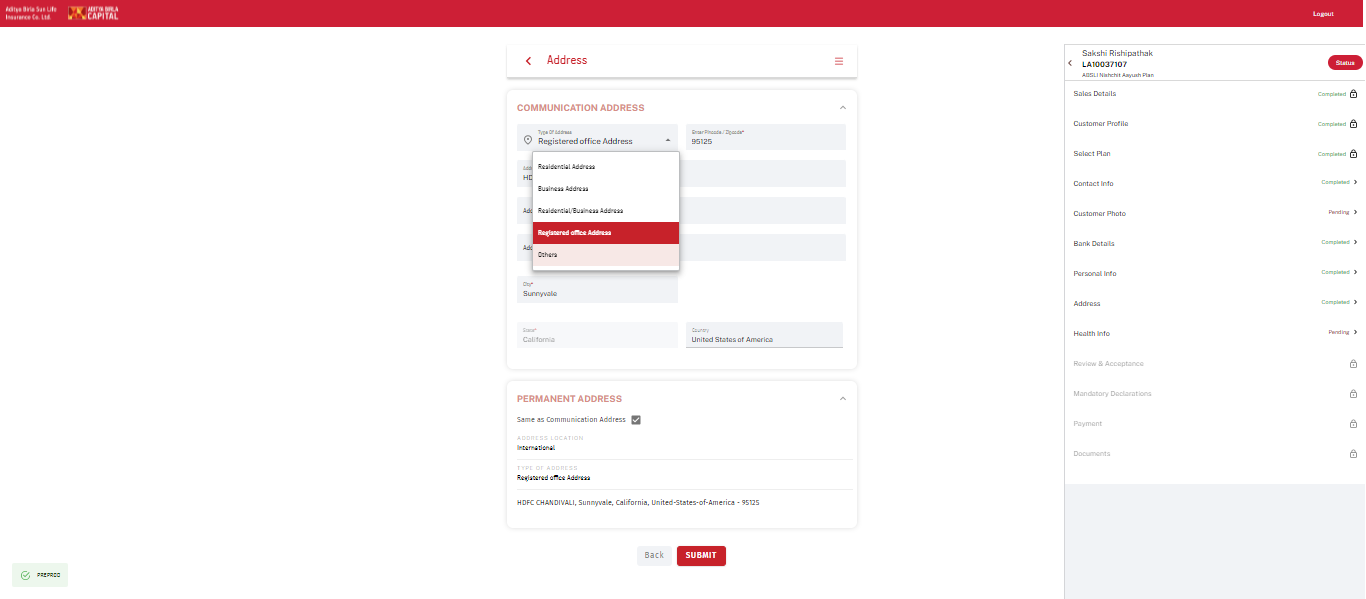 Aditya Birla Sun Life
Insurance Co. Ltd.
ADITYA BIRLA
CAPITAL
Logout
Address
COMMUNICATION ADDRESS
Type Of Address
Registered office Address
Enter Pincode / Zipcode*
95125
Residential Address
Business Address
Residential/Business Address
Registered office Address
Others
Add
HD
Add
Add
City*
Sunnyvale
State*
California
Country
United States of America
PERMANENT ADDRESS
Same as Communication Address
ADDRESS LOCATION
International
TYPE OF ADDRESS
Registered office Address
HDFC CHANDIVALI, Sunnyvale, California, United-States-of-America - 95125
Back
SUBMIT
PREPROD
Sakshi Rishipathak
LA10037107
ABSLI Nishchit Aayush Plan
Status
Sales Details Completed
Customer Profile Completed
Select Plan Completed
Contact Info Completed
Customer Photo Pending
Bank Details Completed
Personal Info Completed
Address Completed
Health Info Pending
Review & Acceptance
Mandatory Declarations
Payment
Documents